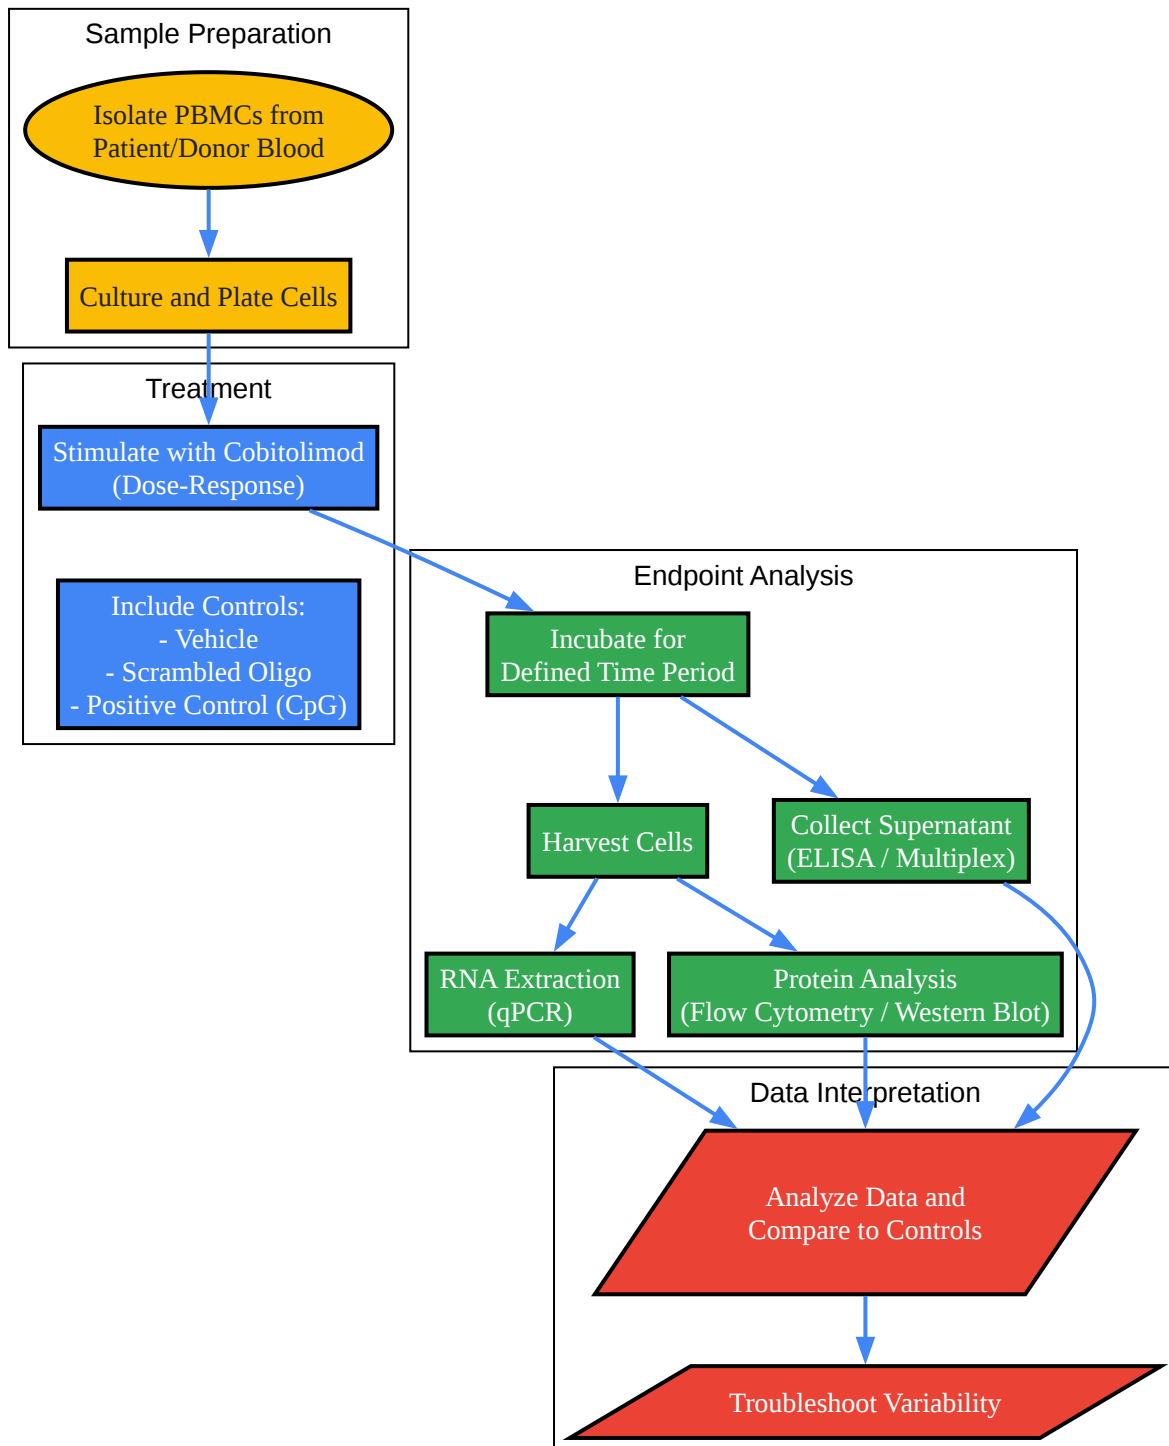 Sample Preparation
Isolate PBMCs from
Patient/Donor Blood
Culture and Plate Cells
Treatment
Stimulate with Cobitolimod
(Dose-Response)
Include Controls:
- Vehicle
- Scrambled Oligo
- Positive Control (CpG)
Endpoint Analysis
Incubate for
Defined Time Period
Harvest Cells
Collect Supernatant
(ELISA / Multiplex)
RNA Extraction
(qPCR)
Protein Analysis
(Flow Cytometry / Western Blot)
Data Interpretation
Analyze Data and
Compare to Controls
Troubleshoot Variability